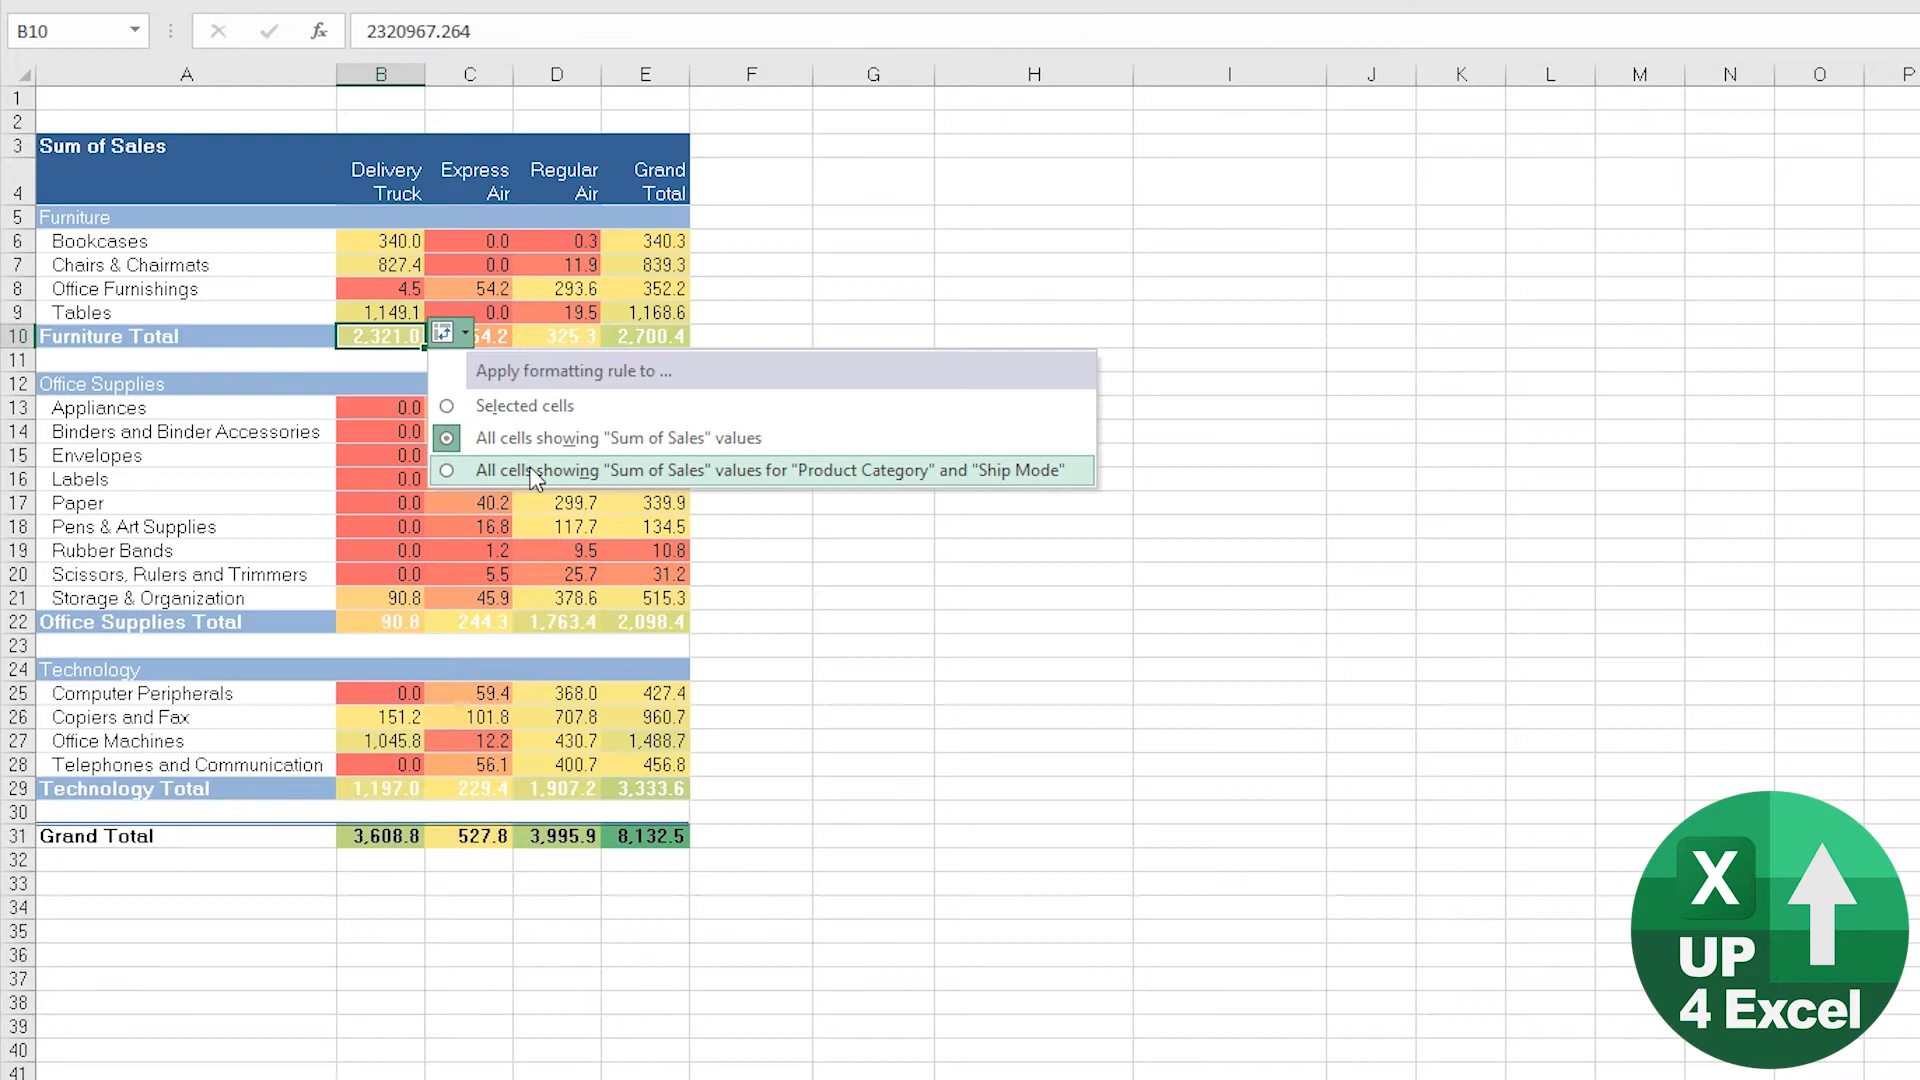 B10 fx 2320967.264
A B C D E F G H I J K L M N O P
1
2
3 Sum of Sales
Delivery Express Regular Grand
4 Truck Air Air Total
5 Furniture
6 Bookcases 340.0 0.0 0.3 340.3
7 Chairs & Chairmats 827.4 0.0 11.9 839.3
8 Office Furnishings 4.5 54.2 293.6 352.2
9 Tables 1,149.1 0.0 19.5 1,168.6
10 Furniture Total 2,321.0 54.2 325.3 2,700.4
11
Apply formatting rule to ...
12 Office Supplies
13 Appliances 0.0 Selected cells
14 Binders and Binder Accessories 0.0 All cells showing "Sum of Sales" values
15 Envelopes 0.0
16 Labels 0.0 All cells showing "Sum of Sales" values for "Product Category" and "Ship Mode"
17 Paper 0.0 40.2 299.7 339.9
18 Pens & Art Supplies 0.0 16.8 117.7 134.5
19 Rubber Bands 0.0 1.2 9.5 10.8
20 Scissors, Rulers and Trimmers 0.0 5.5 25.7 31.2
21 Storage & Organization 90.8 45.9 378.6 515.3
22 Office Supplies Total 90.8 244.3 1,763.4 2,098.4
23
24 Technology
25 Computer Peripherals 0.0 59.4 368.0 427.4
26 Copiers and Fax 151.2 101.8 707.8 960.7
27 Office Machines 1,045.8 12.2 430.7 1,488.7
28 Telephones and Communication 0.0 56.1 400.7 456.8
29 Technology Total 1,197.0 229.4 1,907.2 3,333.6
30
31 Grand Total 3,608.8 527.8 3,995.9 8,132.5
32
33
34
35
36
37
38
39
40
41
X
UP
4 Excel